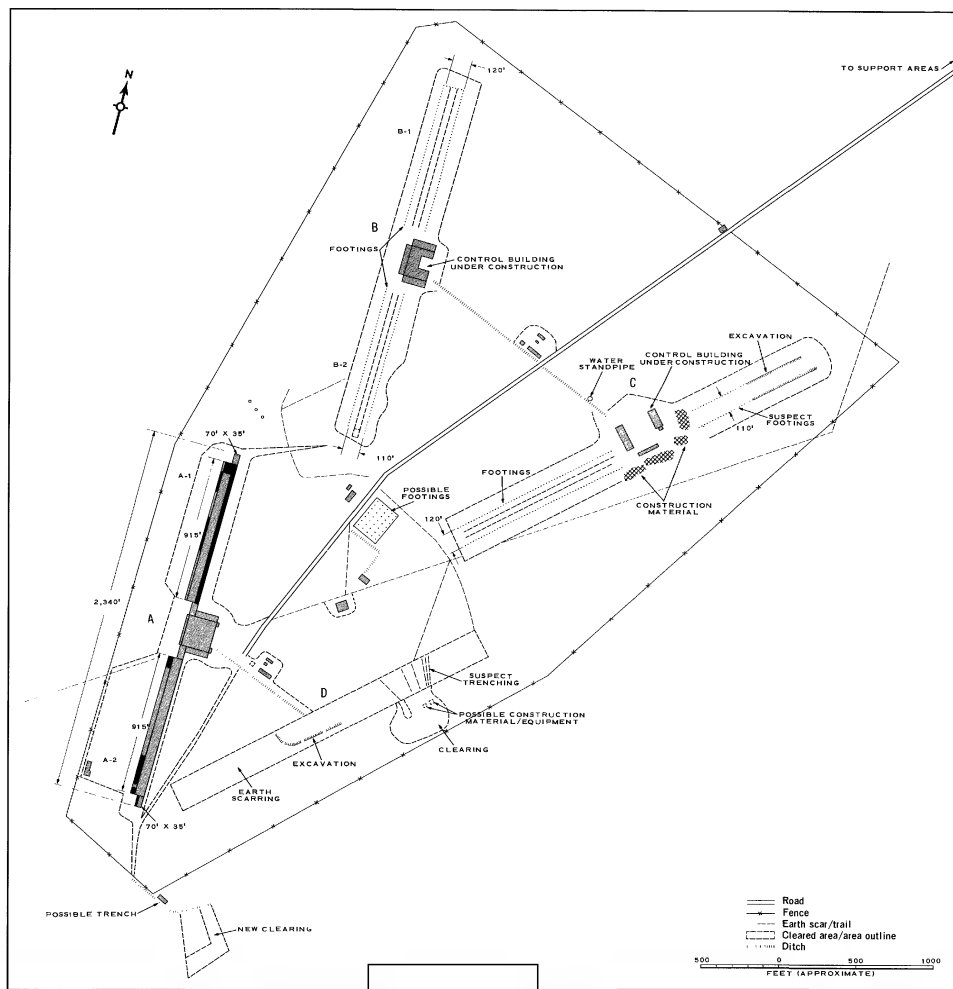 N
120'
TO SUPPORT AREAS
B-1
B
FOOTINGS
CONTROL BUILDING
UNDER CONSTRUCTION
EXCAVATION
WATER
STANDPIPE
CONTROL BUILDING
UNDER CONSTRUCTION
C
B-2
SUSPECT
FOOTINGS
110'
70' X 35'
110'
A-1
FOOTINGS
POSSIBLE
FOOTINGS
CONSTRUCTION
MATERIAL
120'
915'
2,340'
A
D
SUSPECT
TRENCHING
POSSIBLE CONSTRUCTION
MATERIAL/EQUIPMENT
915'
CLEARING
EXCAVATION
A-2
EARTH
SCARRING
70' X 35'
POSSIBLE TRENCH
NEW CLEARING
Road
Fence
Earth scar/trail
Cleared area/area outline
Ditch
500 0 500 1000
FEET (APPROXIMATE)